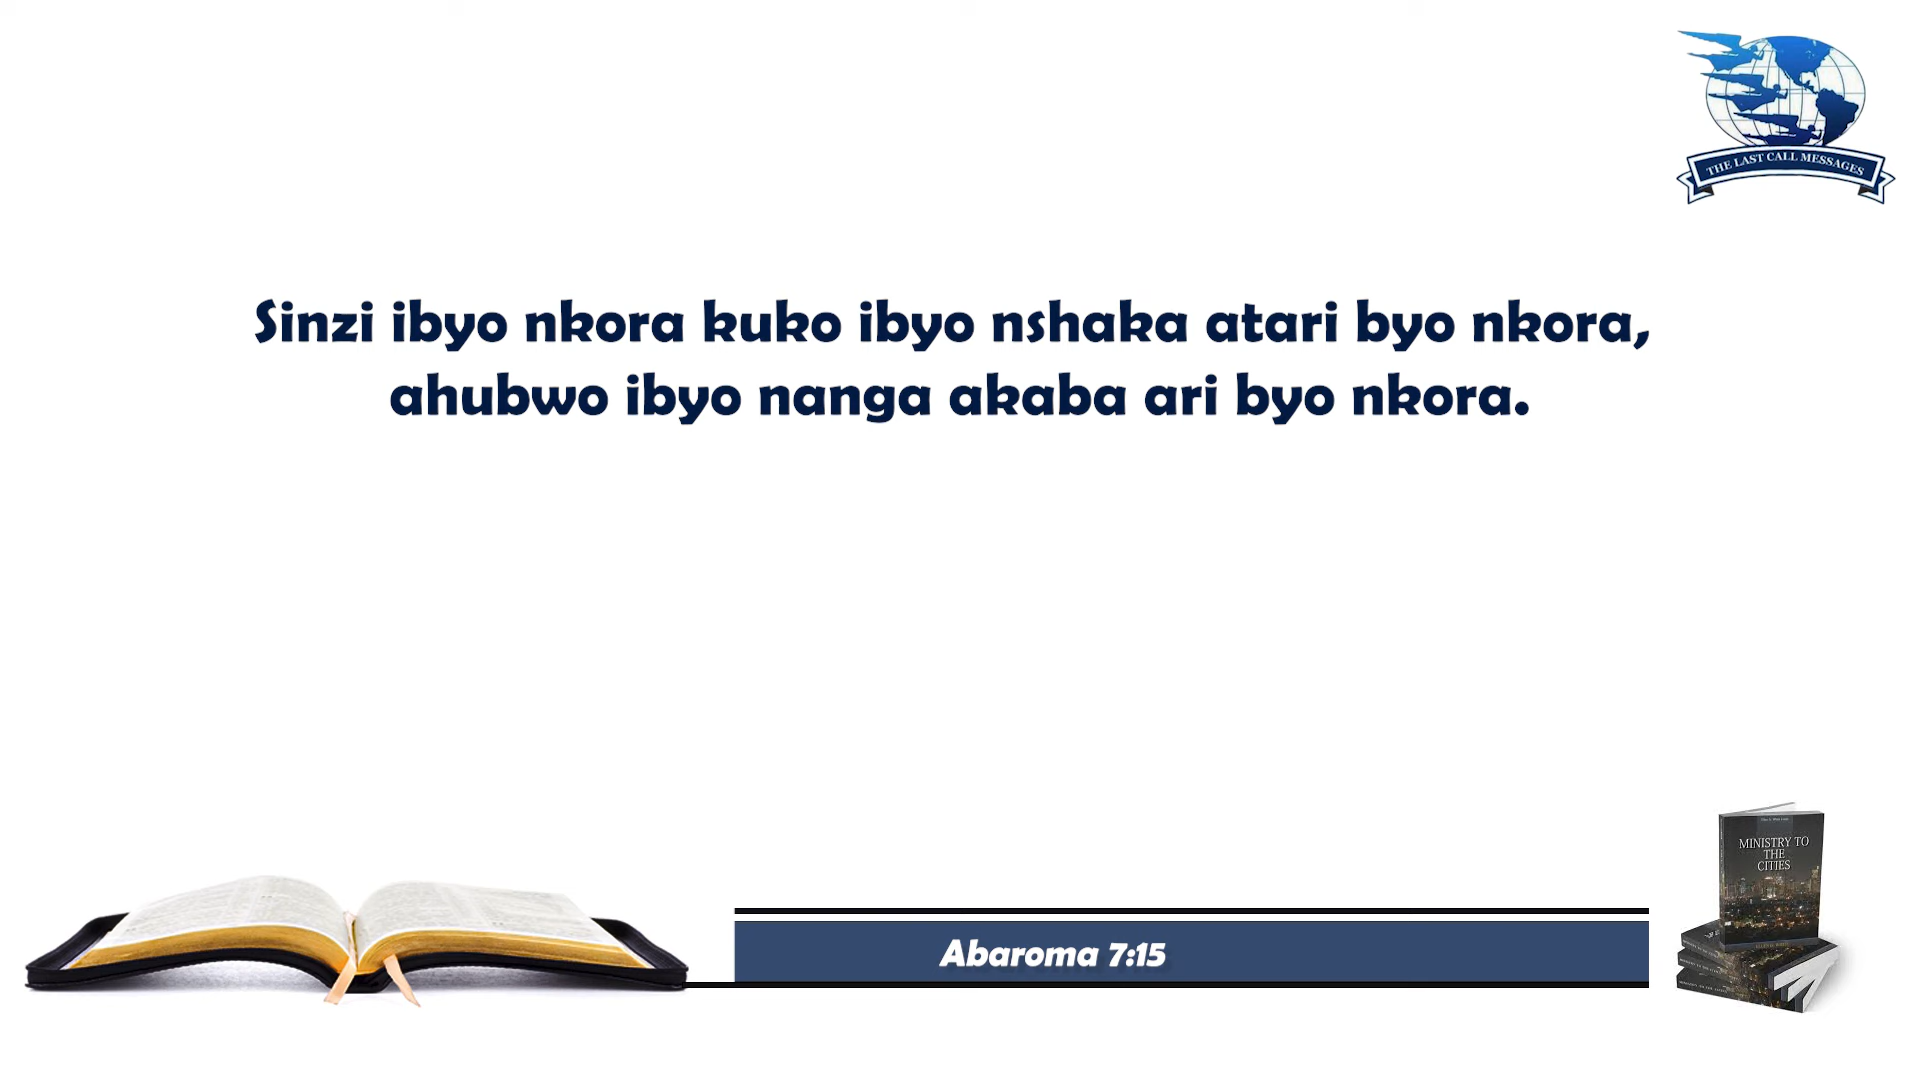 THE LAST CALL MESSAGES
Sinzi ibyo nkora kuko ibyo nshaka atari byo nkora,
ahubwo ibyo nanga akaba ari byo nkora.
MINISTRY TO
THE
CITIES
Abaroma 7:15